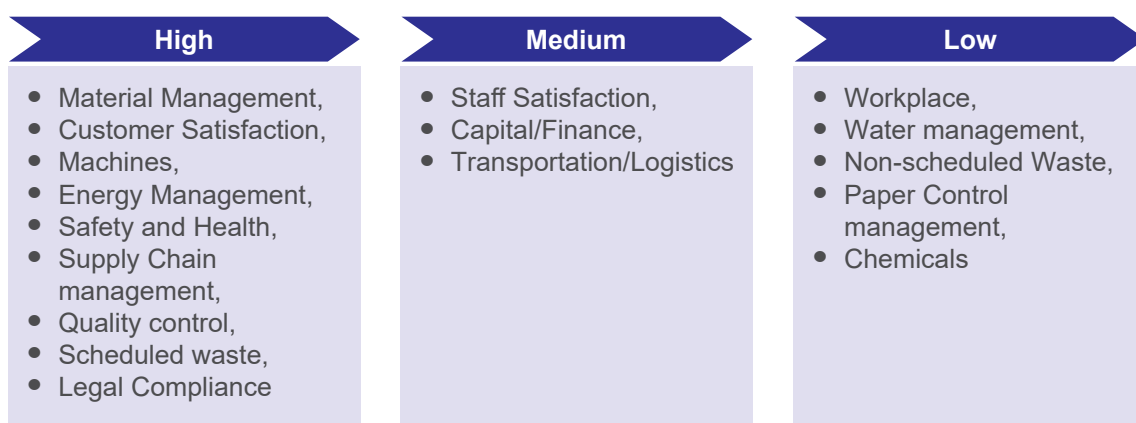 High
Material Management,
Customer Satisfaction,
Machines,
Energy Management,
Safety and Health,
Supply Chain
management,
Quality control,
Scheduled waste,
Legal Compliance
Medium
Staff Satisfaction,
Capital/Finance,
Transportation/Logistics
Low
Workplace,
Water management,
Non-scheduled Waste,
Paper Control
management,
Chemicals